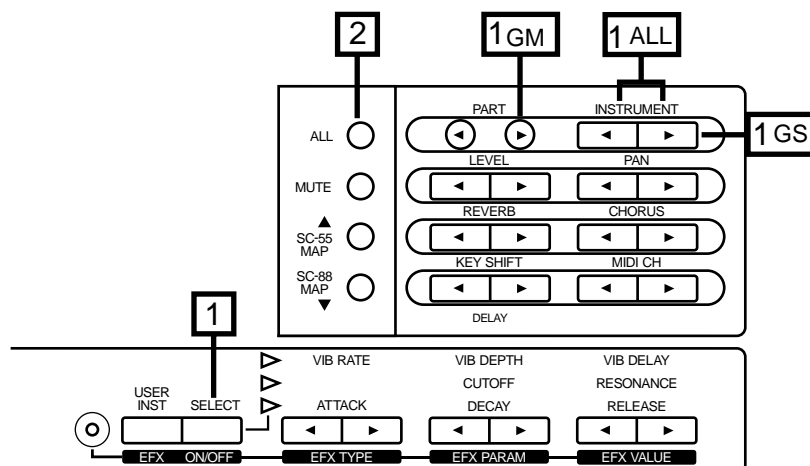 2 1GM 1 ALL
PART INSTRUMENT
ALL
1 GS
LEVEL PAN
MUTE
REVERB CHORUS
SC-55
MAP
KEY SHIFT MIDI CH
SC-88
MAP
DELAY
1
VIB RATE VIB DEPTH VIB DELAY
CUTOFF RESONANCE
USER
INST SELECT ATTACK DECAY RELEASE
EFX ON/OFF EFX TYPE EFX PARAM EFX VALUE